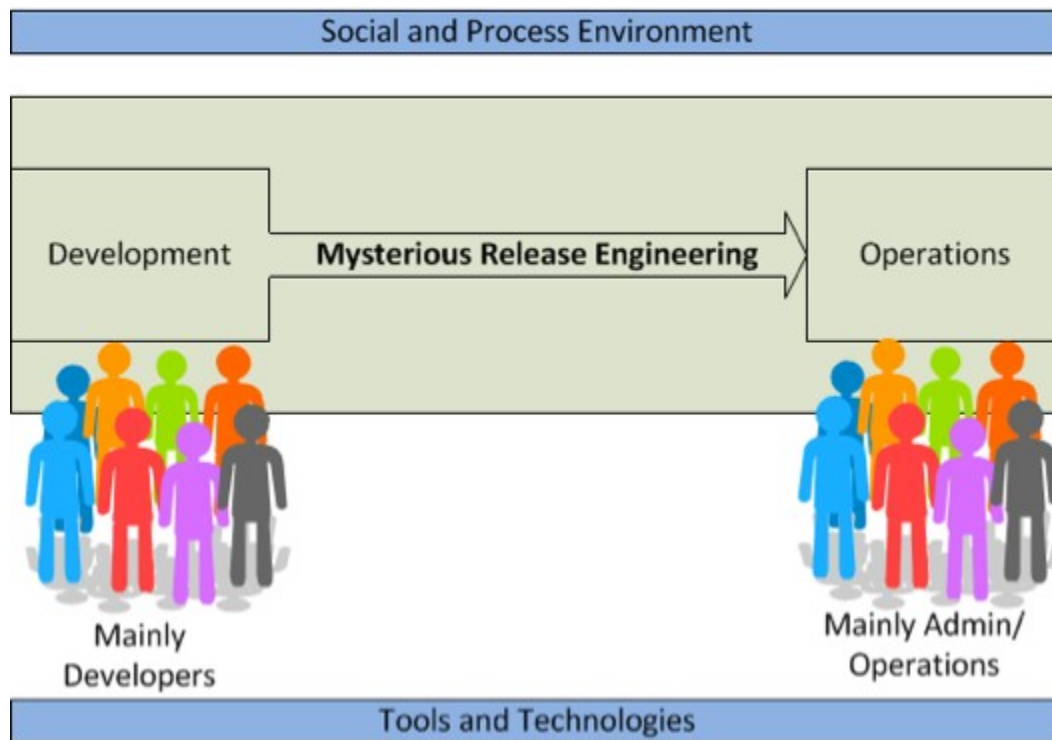 Social and Process Environment
Development
Mysterious Release Engineering
Operations
Mainly
Developers
Mainly Admin/
Operations
Tools and Technologies